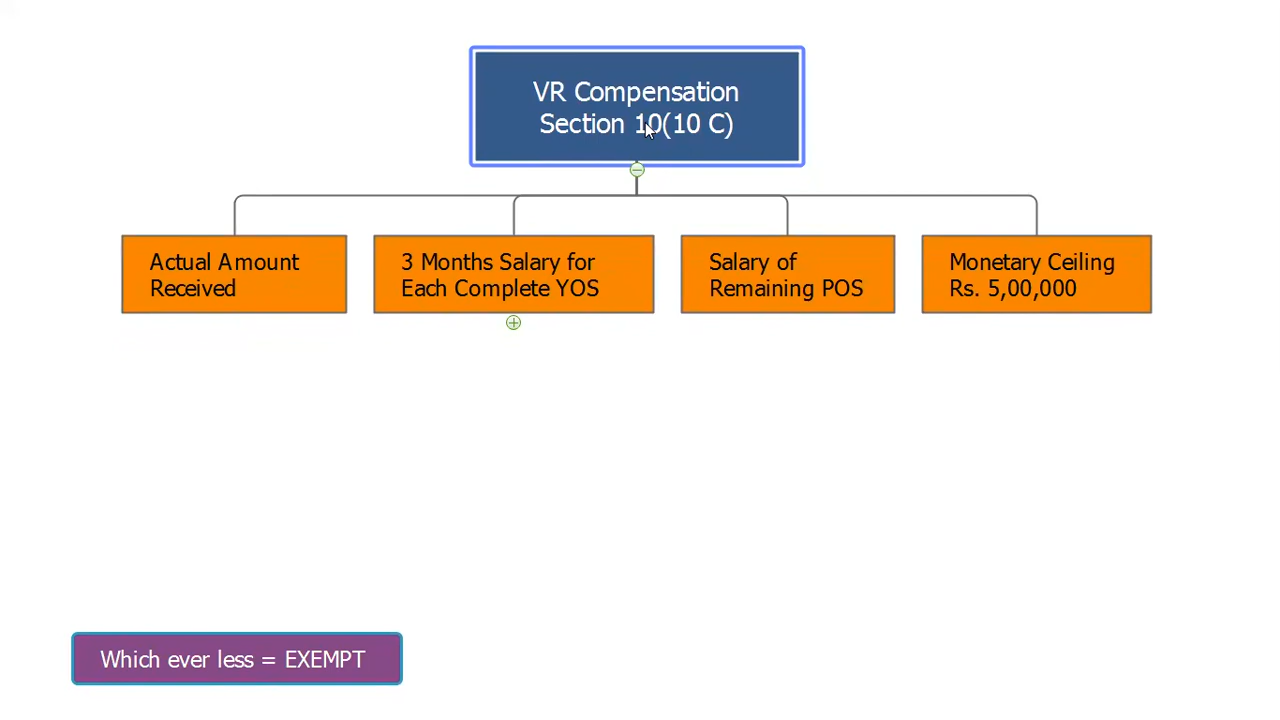 VR Compensation
Section 10(10 C)
Actual Amount
Received
3 Months Salary for
Each Complete YOS
Salary of
Remaining POS
Monetary Ceiling
Rs. 5,00,000
Which ever less = EXEMPT